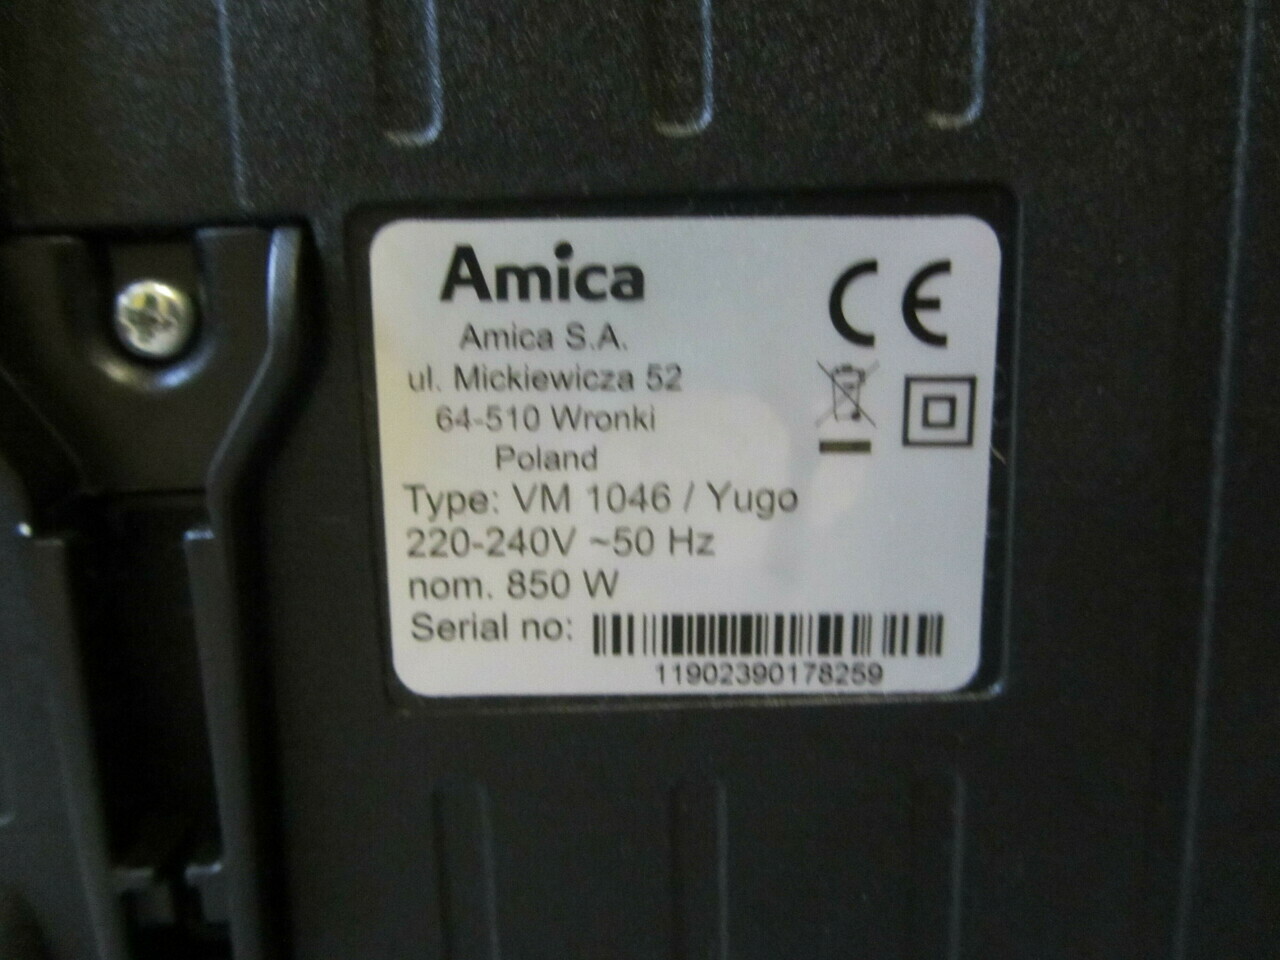 Amica
CE
Amica S.A.
ul. Mickiewicza 52
64-510 Wronki
Poland
Type: VM 1046 / Yugo
220-240V ~50 Hz
nom. 850 W
Serial no:
11902390178259